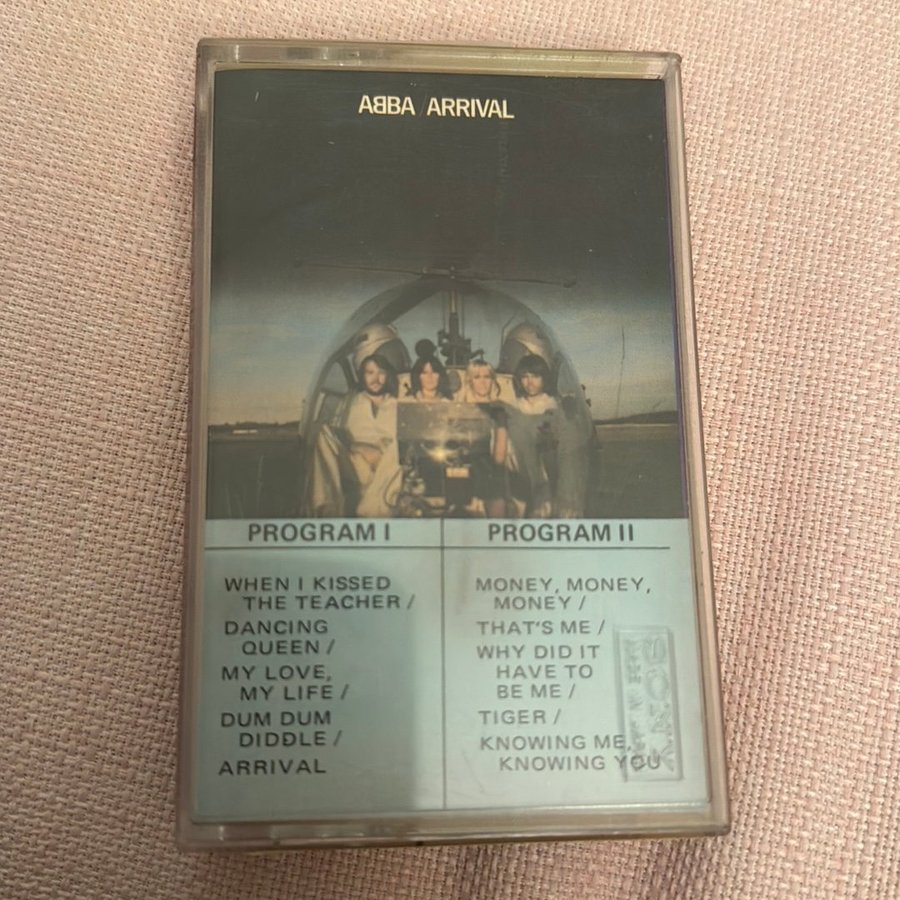 AᗺBA / ARRIVAL
PROGRAM I
WHEN I KISSED
THE TEACHER /
DANCING
QUEEN /
MY LOVE,
MY LIFE /
DUM DUM
DIDDLE /
ARRIVAL
PROGRAM II
MONEY, MONEY,
MONEY /
THAT'S ME /
WHY DID IT
HAVE TO
BE ME /
TIGER /
KNOWING ME,
KNOWING YOU